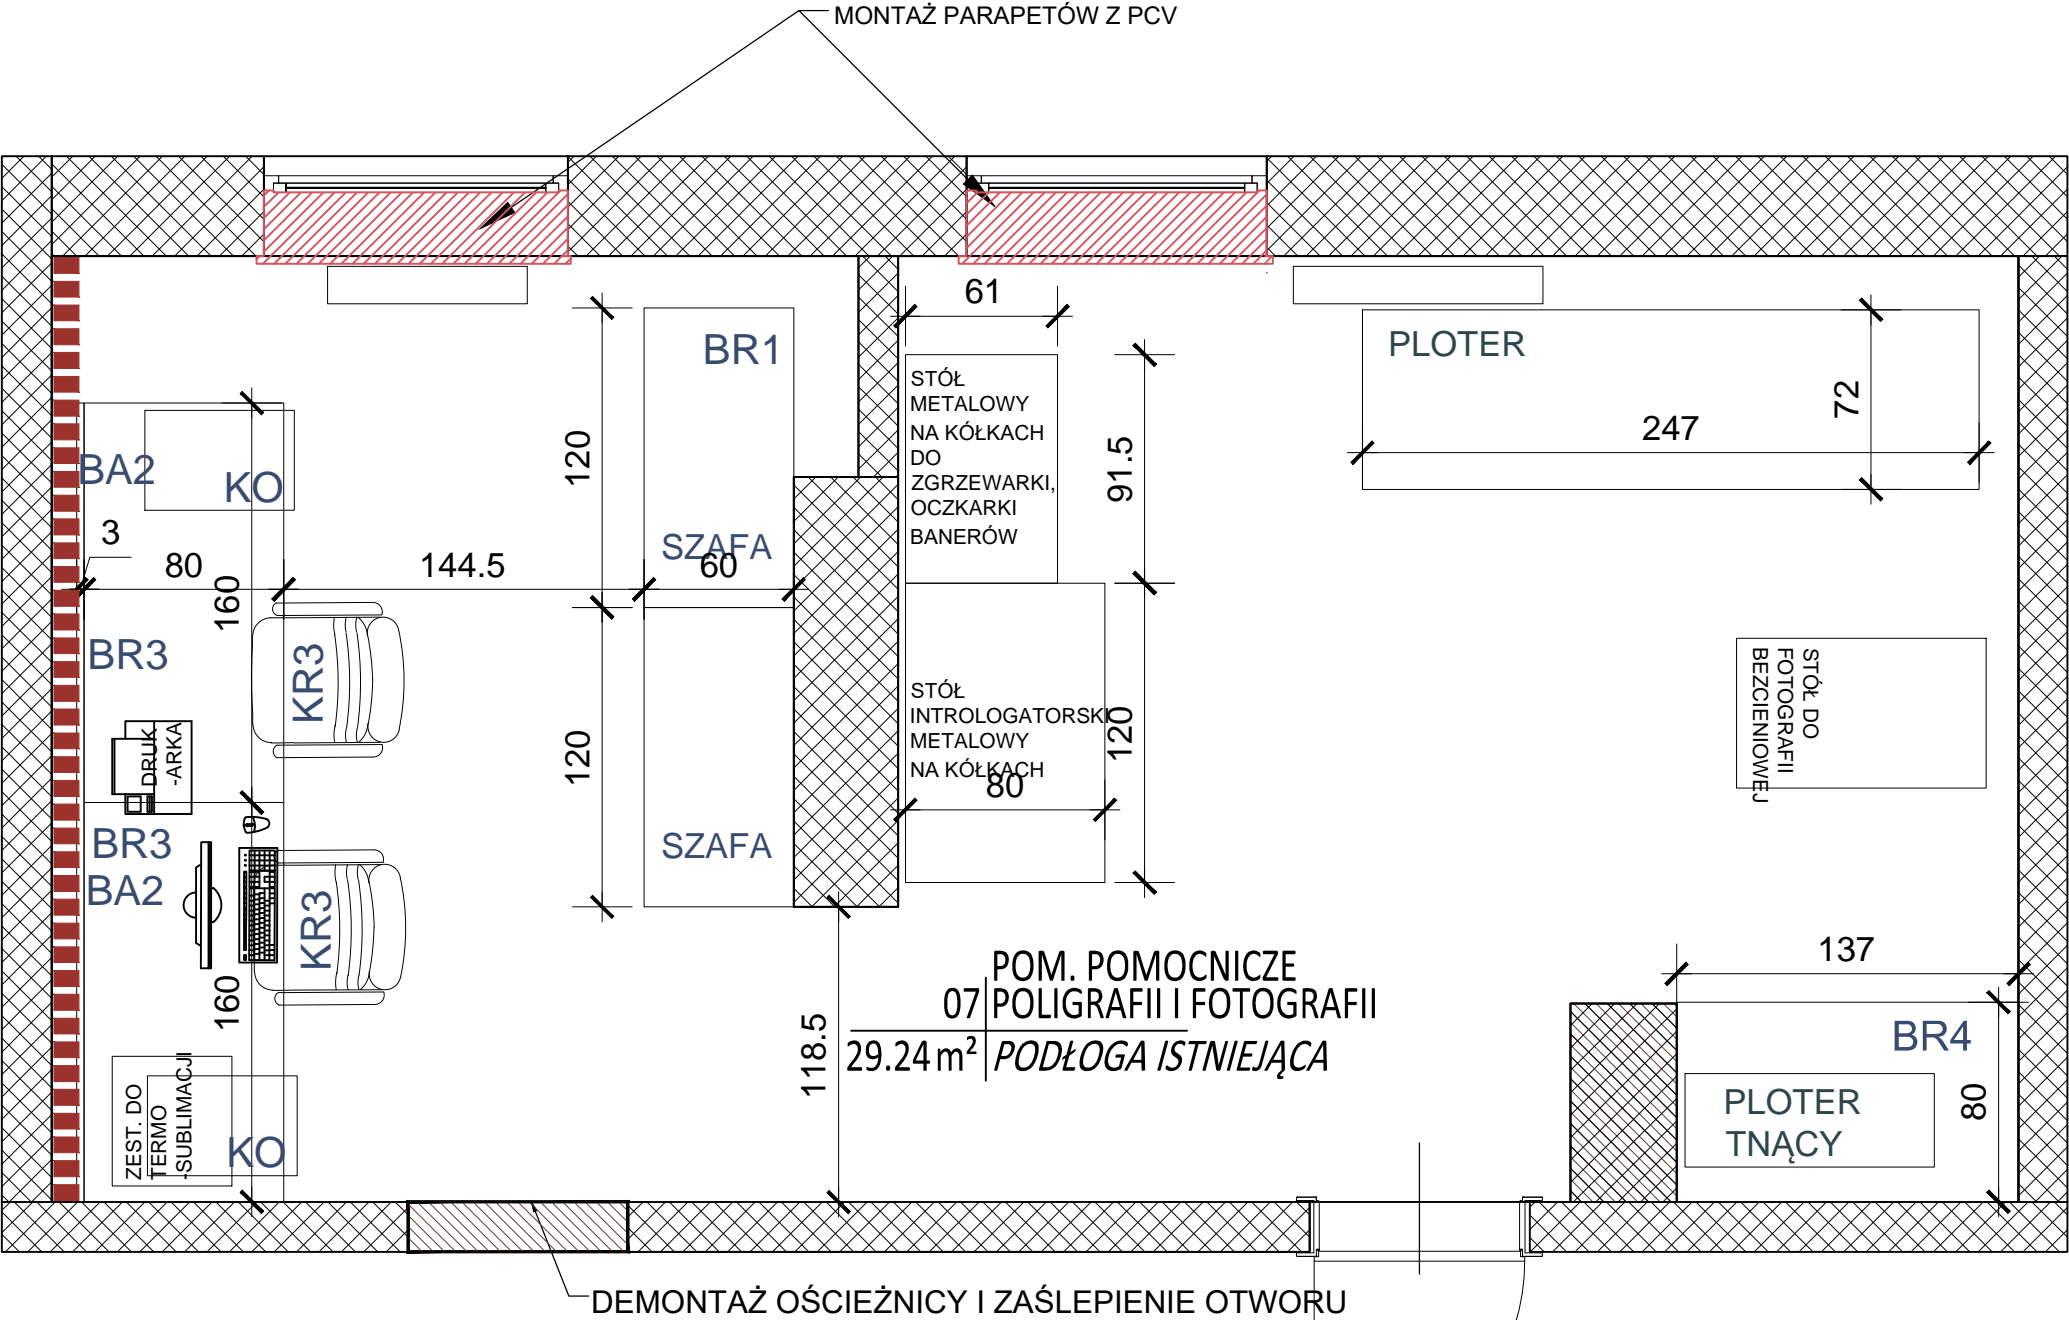 MONTAŻ PARAPETÓW Z PCV
61
BR1
PLOTER
STÓŁ
METALOWY
NA KÓŁKACH
DO
ZGRZEWARKI,
OCZKARKI
BANERÓW
72
247
120
91.5
BA2
KO
3
80
144.5
SZAFA
60
160
BR3
KR3
STÓŁ
INTROLOGATORSKI
METALOWY
NA KÓŁKACH
80
120
120
STÓŁ DO
FOTOGRAFII
BEZCIENIOWEJ
DRUK
-ARKA
BR3
BA2
KR3
SZAFA
160
137
POM. POMOCNICZE
07 POLIGRAFII I FOTOGRAFII
29.24 m² PODŁOGA ISTNIEJĄCA
118.5
BR4
PLOTER
TNĄCY
80
ZEST. DO
TERMO
-SUBLIMACJI
KO
DEMONTAŻ OŚCIEŻNICY I ZAŚLEPIENIE OTWORU